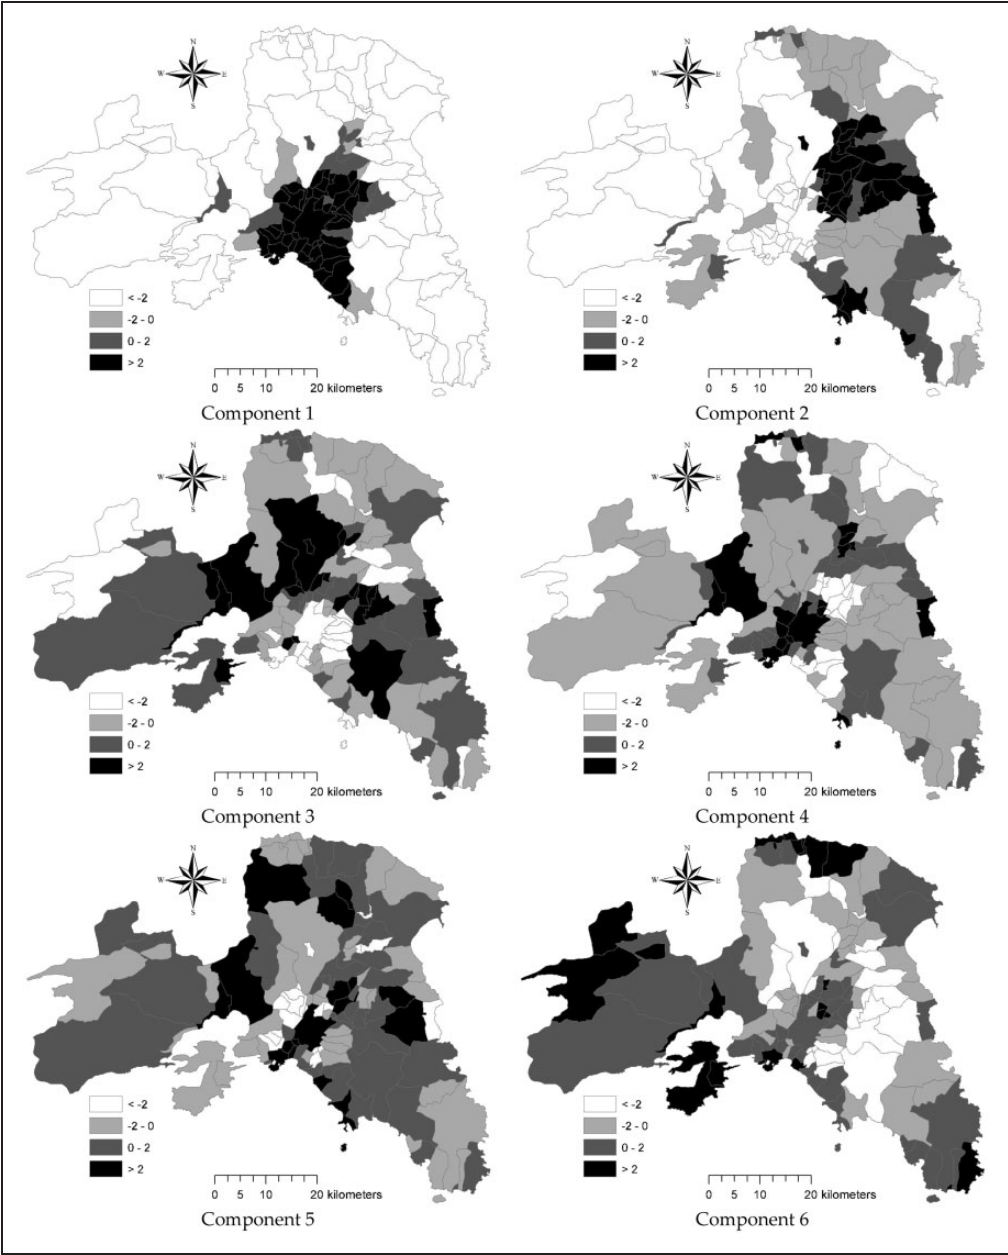 N
W E
S
< -2
-2 - 0
0 - 2
> 2
0 5 10 20 kilometers
Component 1
N
W E
S
< -2
-2 - 0
0 - 2
> 2
0 5 10 20 kilometers
Component 2
N
W E
S
< -2
-2 - 0
0 - 2
> 2
0 5 10 20 kilometers
Component 3
N
W E
S
< -2
-2 - 0
0 - 2
> 2
0 5 10 20 kilometers
Component 4
N
W E
S
< -2
-2 - 0
0 - 2
> 2
0 5 10 20 kilometers
Component 5
N
W E
S
< -2
-2 - 0
0 - 2
> 2
0 5 10 20 kilometers
Component 6